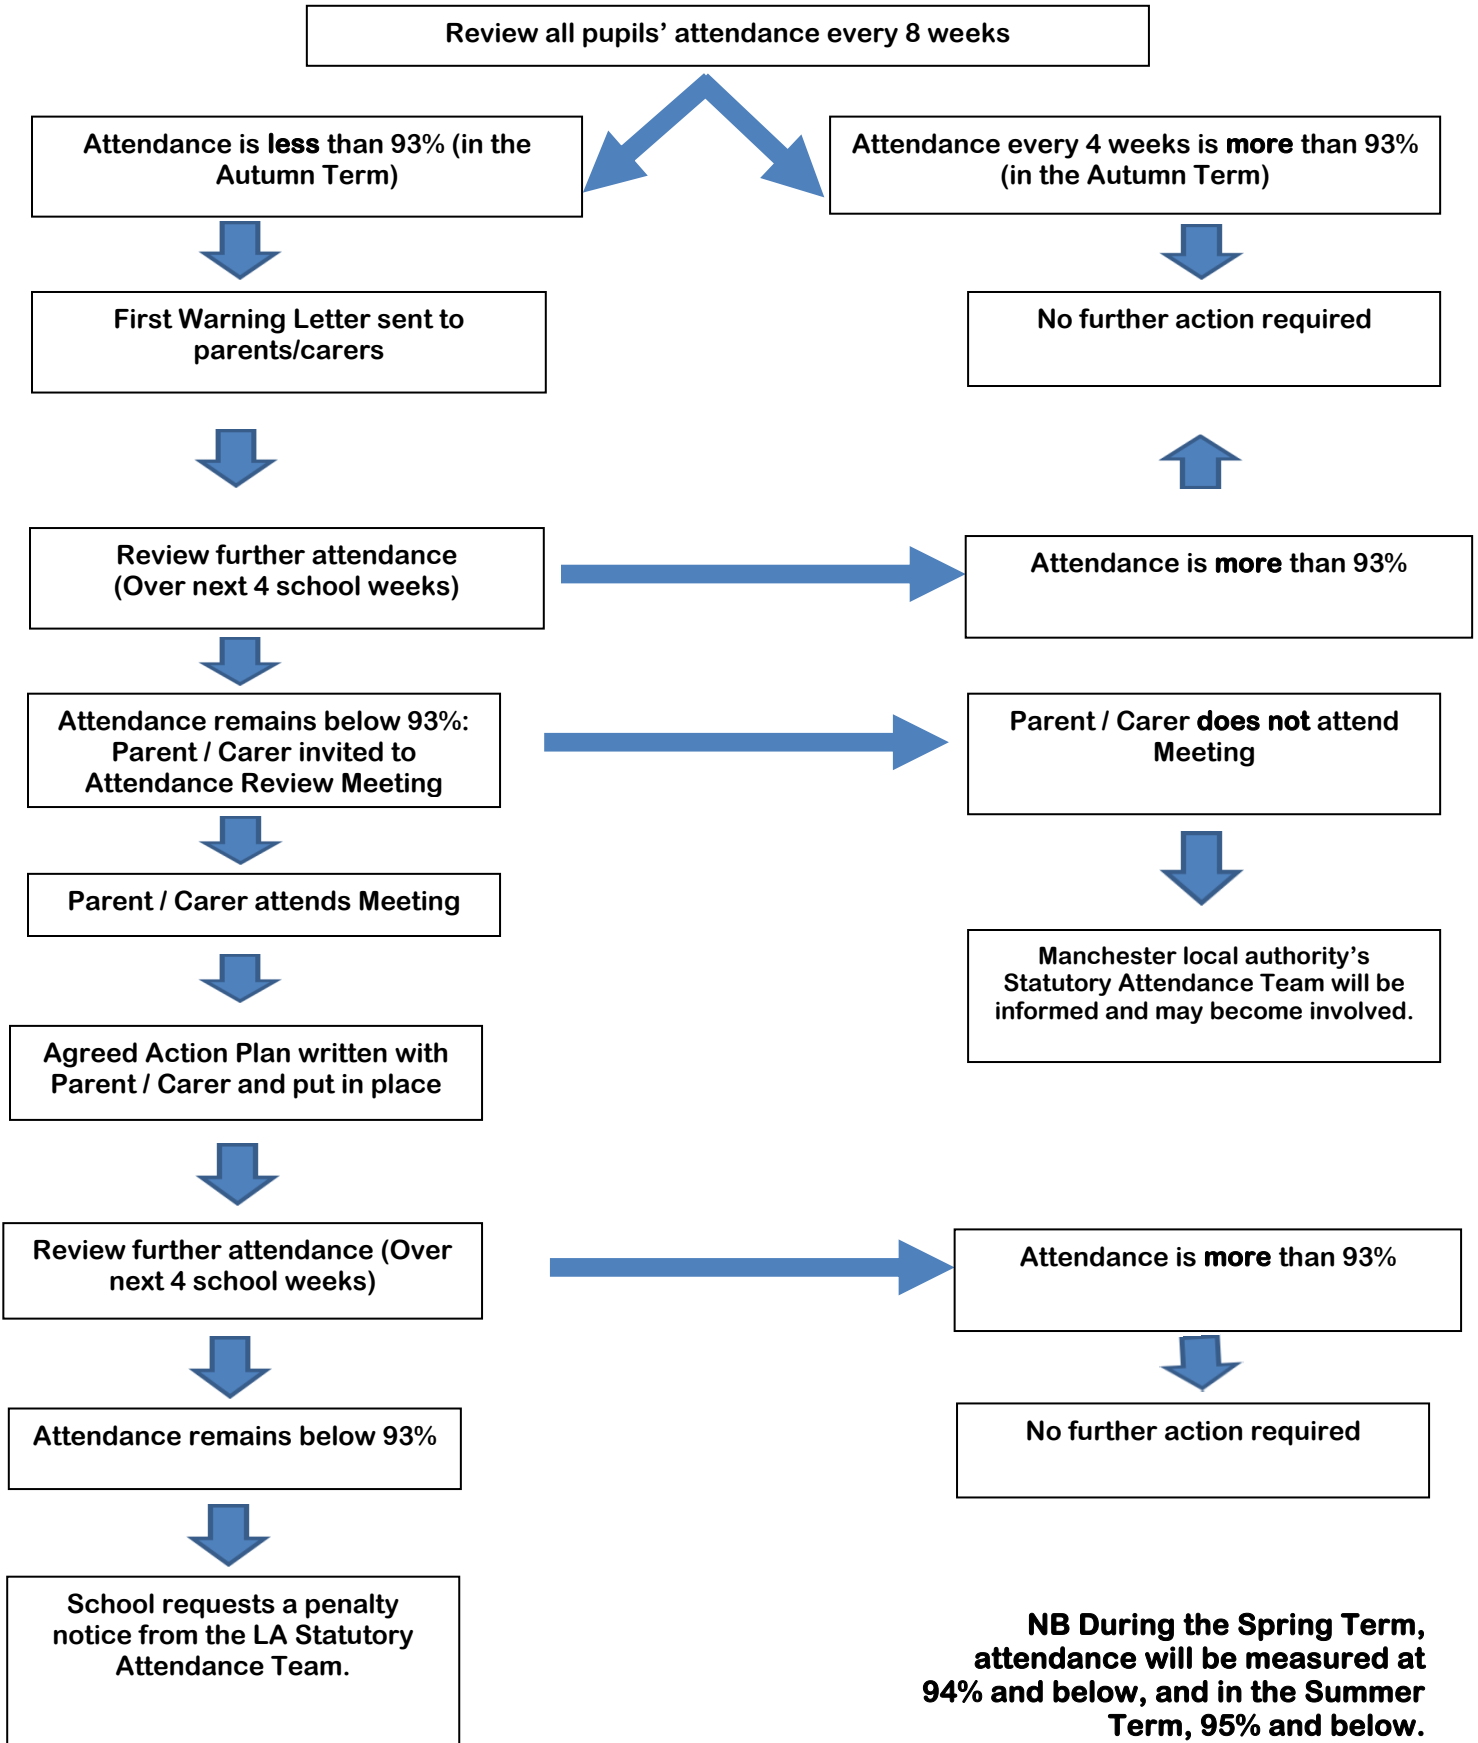 Review all pupils’ attendance every 8 weeks
Attendance is less than 93% (in the
Autumn Term)
Attendance every 4 weeks is more than 93%
(in the Autumn Term)
First Warning Letter sent to
parents/carers
No further action required
Review further attendance
(Over next 4 school weeks)
Attendance is more than 93%
Attendance remains below 93%:
Parent / Carer invited to
Attendance Review Meeting
Parent / Carer does not attend
Meeting
Parent / Carer attends Meeting
Manchester local authority’s
Statutory Attendance Team will be
informed and may become involved.
Agreed Action Plan written with
Parent / Carer and put in place
Review further attendance (Over
next 4 school weeks)
Attendance is more than 93%
Attendance remains below 93%
No further action required
School requests a penalty
notice from the LA Statutory
Attendance Team.
NB During the Spring Term,
attendance will be measured at
94% and below, and in the Summer
Term, 95% and below.